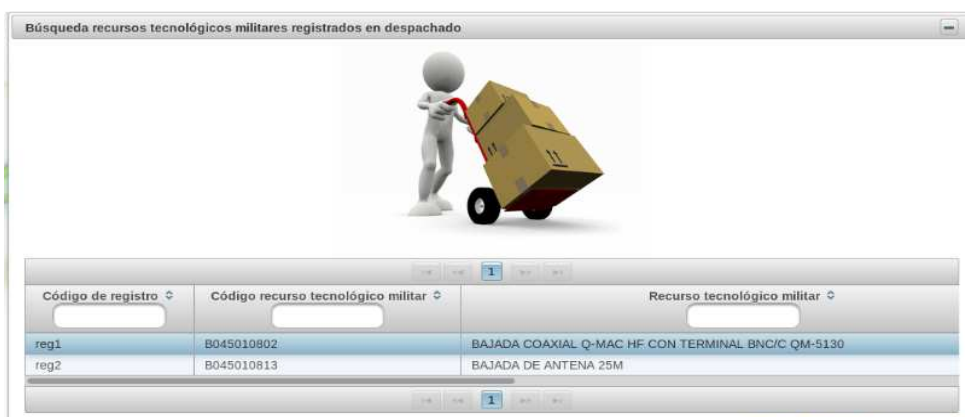 Búsqueda recursos tecnológicos militares registrados en despachado
1
Código de registro Código recurso tecnológico militar Recurso tecnológico militar
reg1 B045010802 BAJADA COAXIAL Q-MAC HF CON TERMINAL BNC/C QM-5130
reg2 B045010813 BAJADA DE ANTENA 25M
1